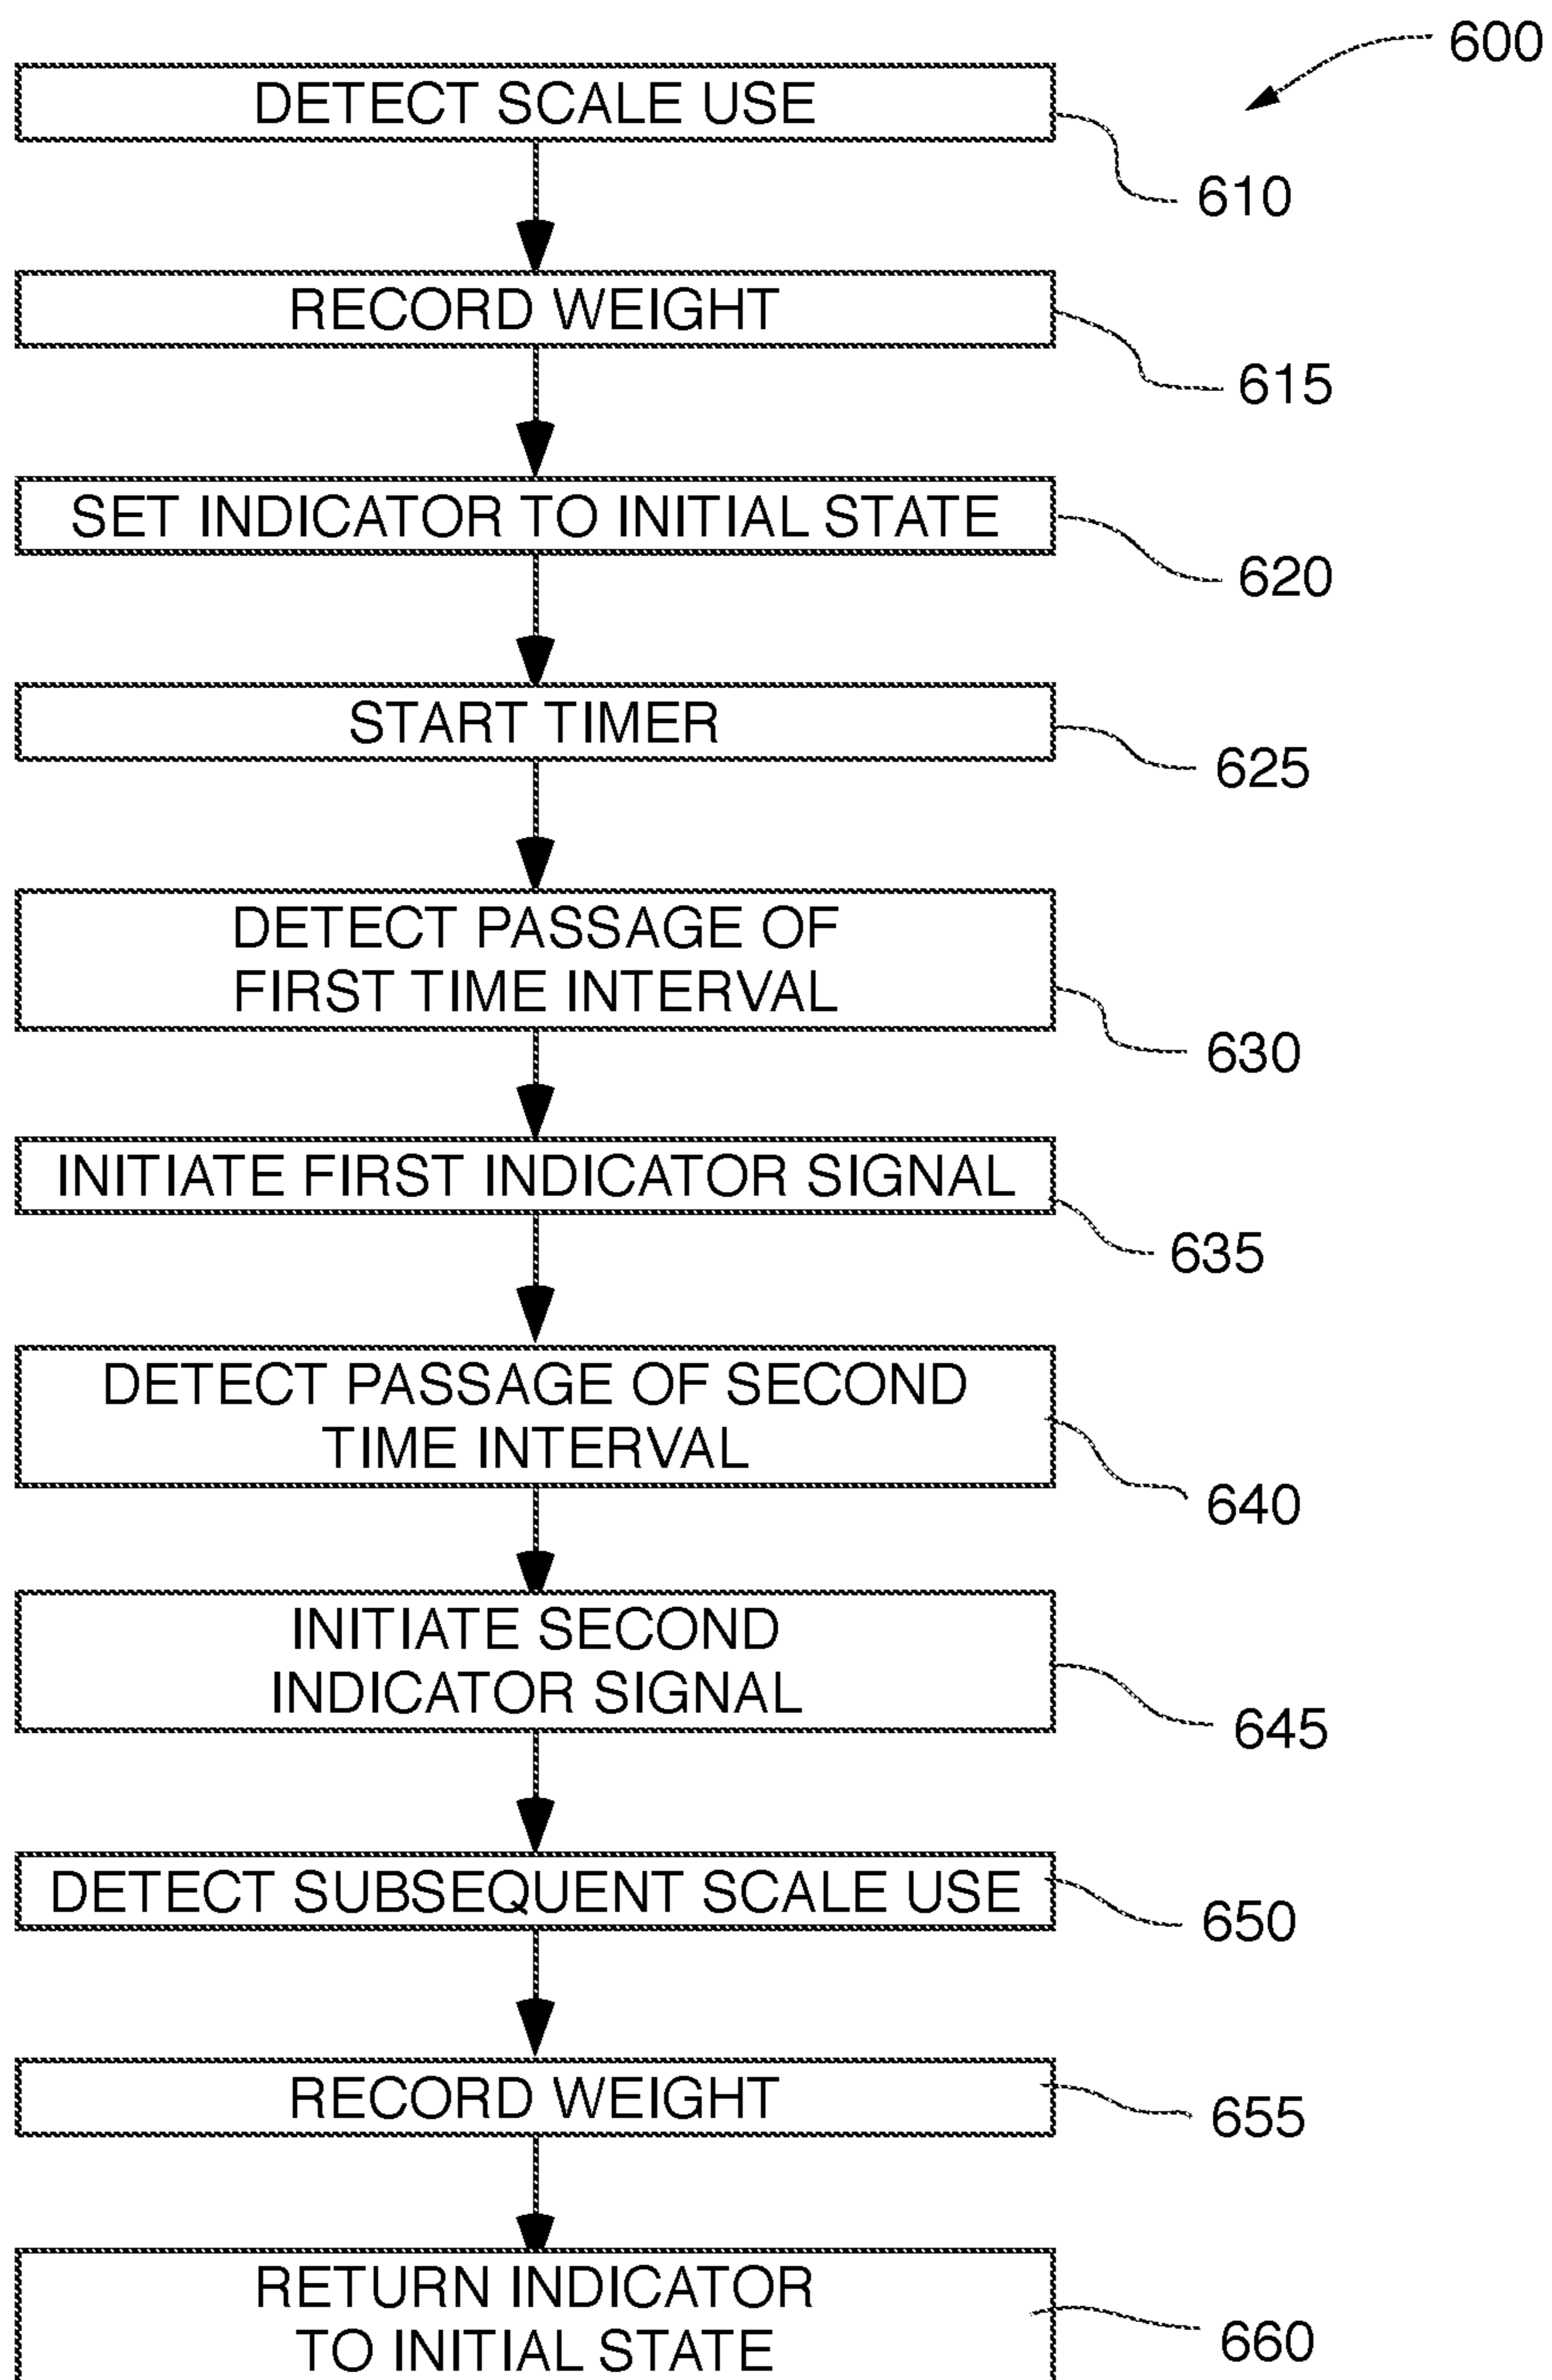 600
DETECT SCALE USE
610
RECORD WEIGHT
615
SET INDICATOR TO INITIAL STATE
620
START TIMER
625
DETECT PASSAGE OF
FIRST TIME INTERVAL
630
INITIATE FIRST INDICATOR SIGNAL
635
DETECT PASSAGE OF SECOND
TIME INTERVAL
640
INITIATE SECOND
INDICATOR SIGNAL
645
DETECT SUBSEQUENT SCALE USE
650
RECORD WEIGHT
655
RETURN INDICATOR
TO INITIAL STATE
660